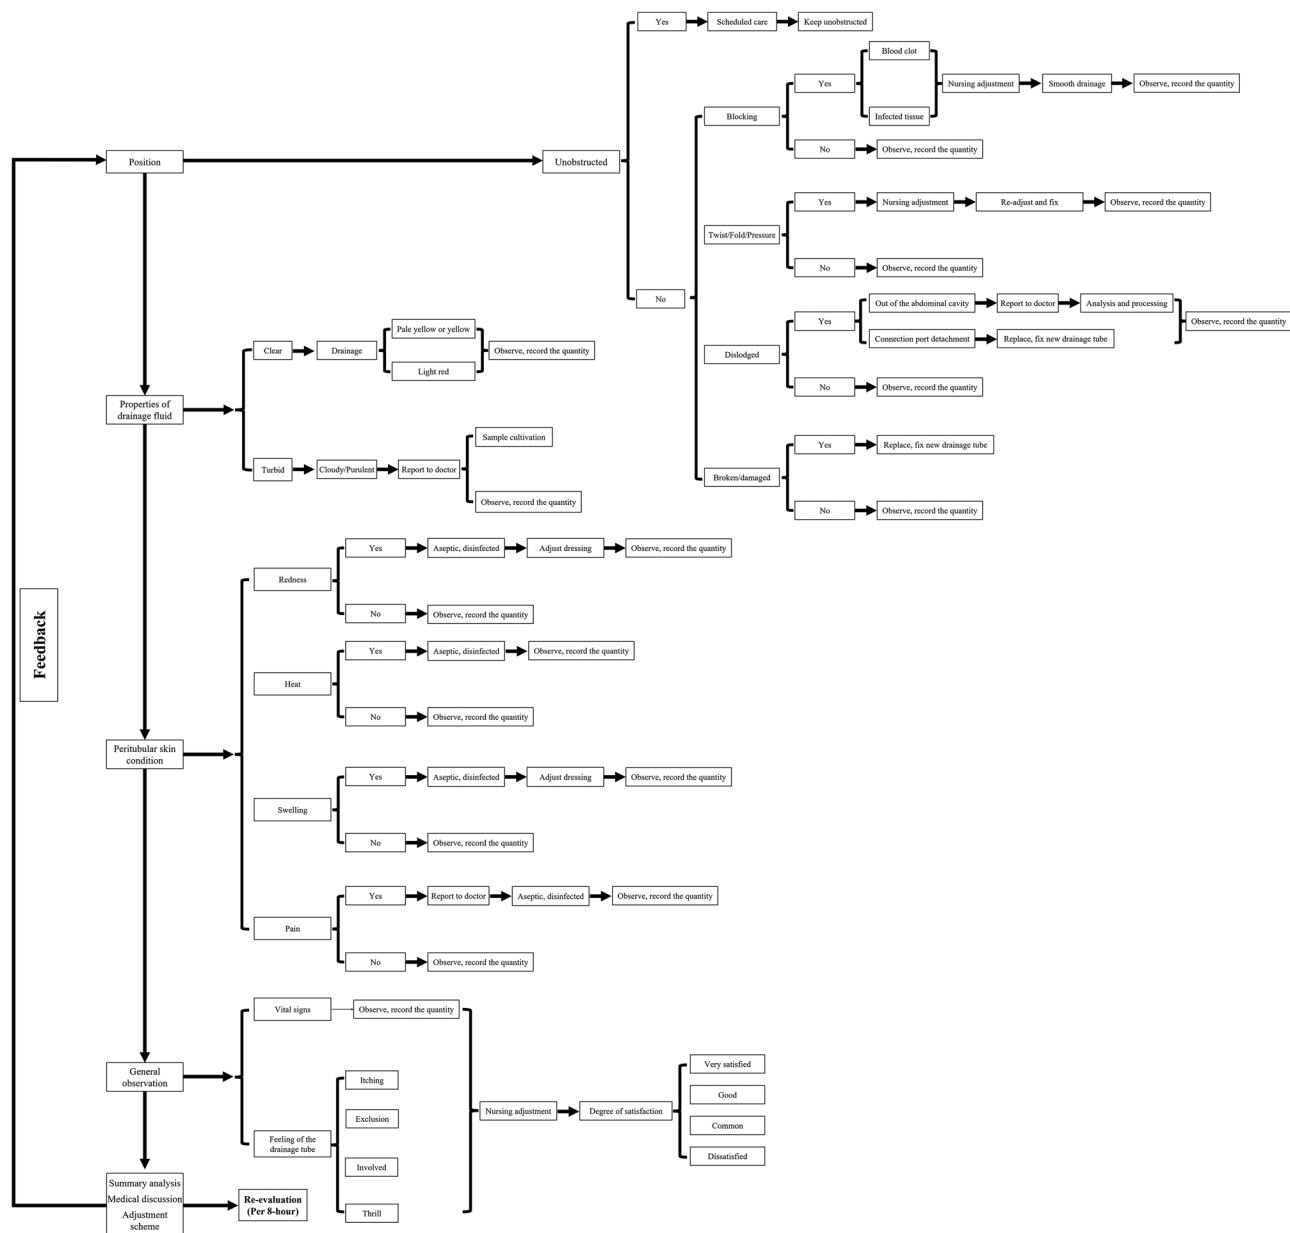 Yes
Scheduled care
Keep unobstructed
Blood clot
Yes
Nursing adjustment
Smooth drainage
Observe, record the quantity
Blocking
Infected tissue
No
Observe, record the quantity
Position
Unobstructed
Yes
Nursing adjustment
Re-adjust and fix
Observe, record the quantity
Twist/Fold/Pressure
No
Observe, record the quantity
No
Out of the abdominal cavity
Report to doctor
Analysis and processing
Yes
Observe, record the quantity
Connection port detachment
Replace, fix new drainage tube
Dislodged
No
Observe, record the quantity
Yes
Replace, fix new drainage tube
Broken/damaged
No
Observe, record the quantity
Properties of
drainage fluid
Clear
Drainage
Pale yellow or yellow
Light red
Observe, record the quantity
Turbid
Cloudy/Purulent
Report to doctor
Sample cultivation
Observe, record the quantity
Feedback
Peritubular skin
condition
Redness
Yes
Aseptic, disinfected
Adjust dressing
Observe, record the quantity
No
Observe, record the quantity
Heat
Yes
Aseptic, disinfected
Observe, record the quantity
No
Observe, record the quantity
Swelling
Yes
Aseptic, disinfected
Adjust dressing
Observe, record the quantity
No
Observe, record the quantity
Pain
Yes
Report to doctor
Aseptic, disinfected
Observe, record the quantity
No
Observe, record the quantity
General
observation
Vital signs
Observe, record the quantity
Feeling of the
drainage tube
Itching
Exclusion
Involved
Thrill
Nursing adjustment
Degree of satisfaction
Very satisfied
Good
Common
Dissatisfied
Summary analysis
Medical discussion
Adjustment
scheme
Re-evaluation
(Per 8-hour)